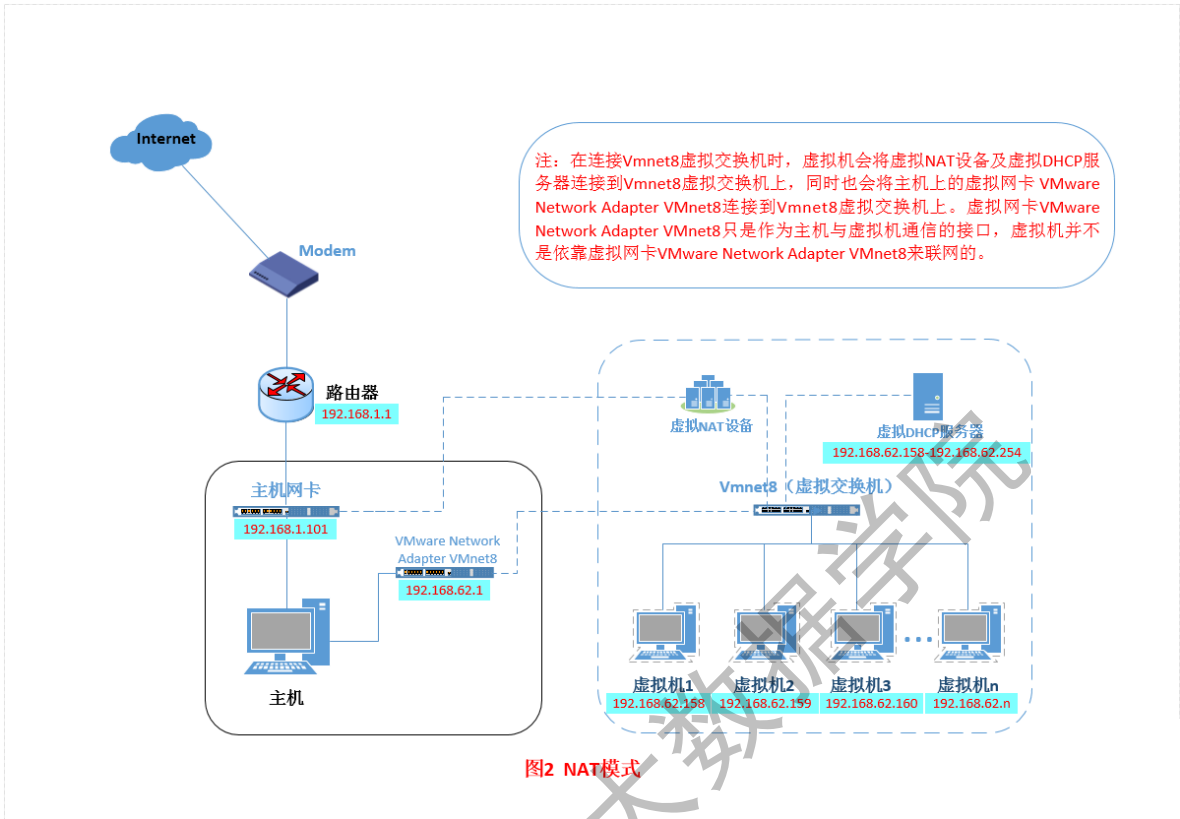 Internet
注：在连接Vmnet8虚拟交换机时，虚拟机会将虚拟NAT设备及虚拟DHCP服
务器连接到Vmnet8虚拟交换机上，同时也会将主机上的虚拟网卡 VMware
Network Adapter VMnet8连接到Vmnet8虚拟交换机上。虚拟网卡VMware
Network Adapter VMnet8只是作为主机与虚拟机通信的接口，虚拟机并不
是依靠虚拟网卡VMware Network Adapter VMnet8来联网的。
Modem
路由器
192.168.1.1
虚拟NAT设备
虚拟DHCP服务器
192.168.62.158-192.168.62.254
Vmnet8（虚拟交换机）
主机网卡
192.168.1.101
VMware Network
Adapter VMnet8
192.168.62.1
主机
虚拟机1
虚拟机2
虚拟机3
虚拟机n
192.168.62.158
192.168.62.159
192.168.62.160
192.168.62.n
图2 NAT模式
大数据学院